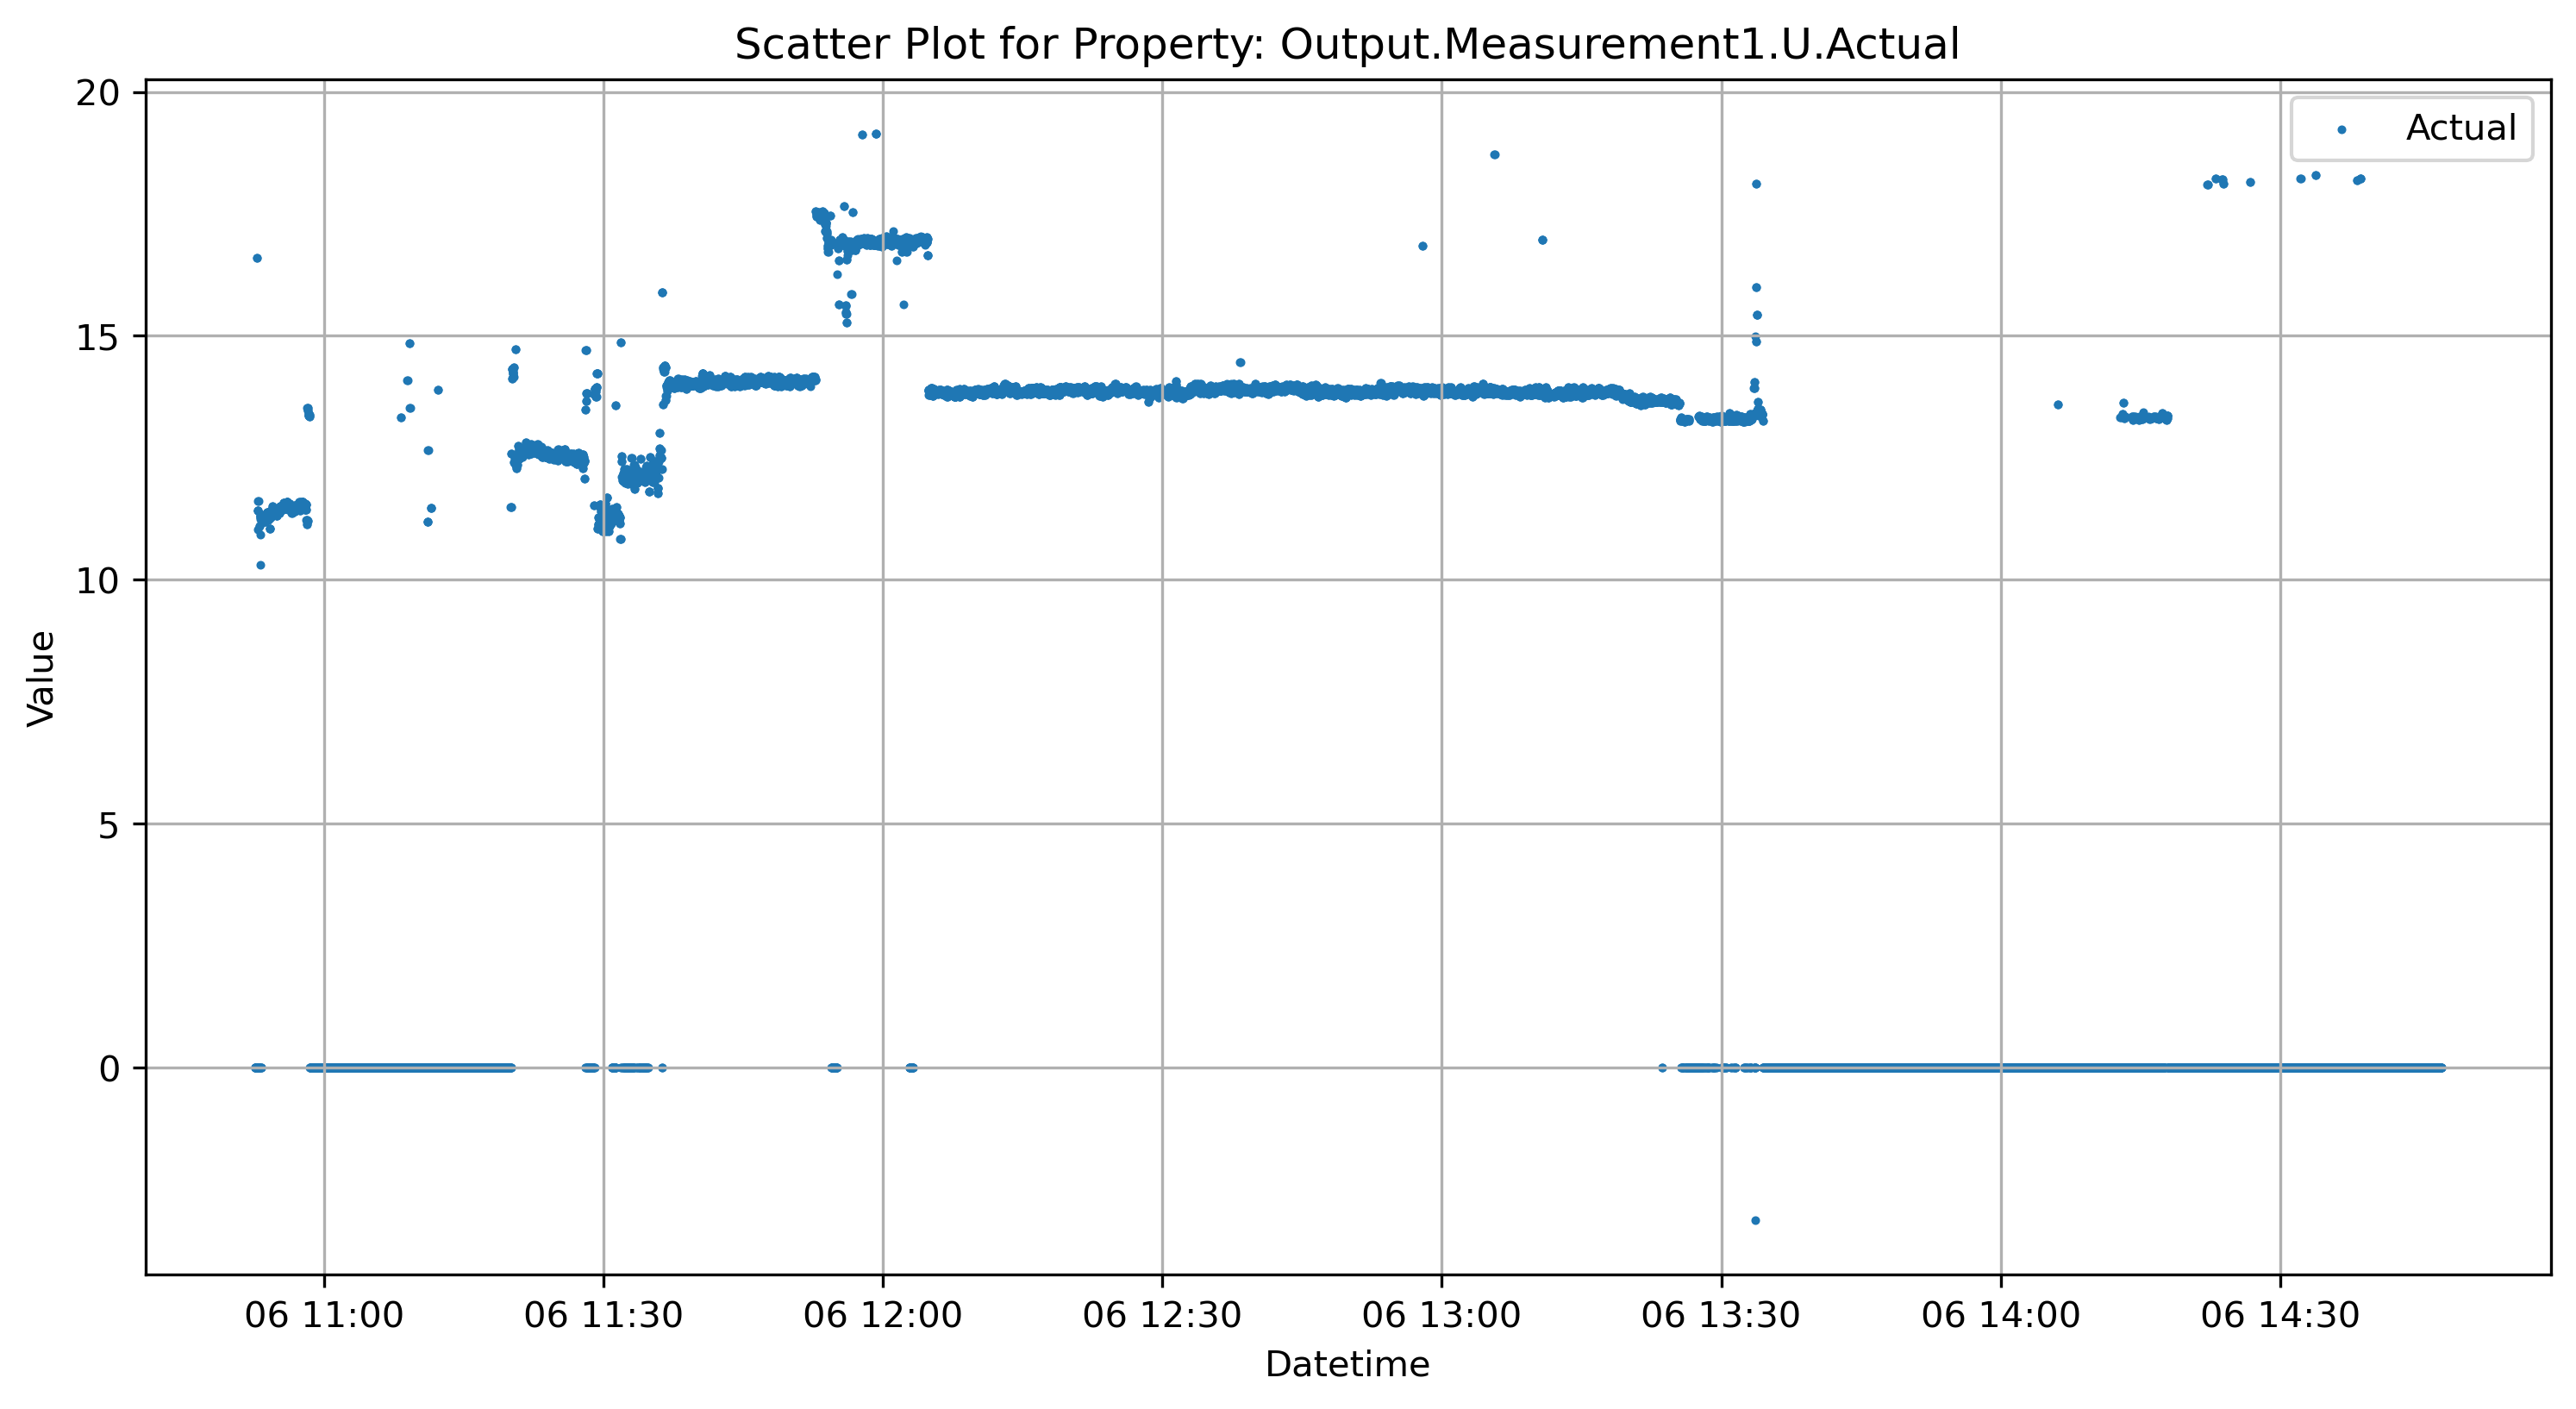 Scatter Plot for Property: Output.Measurement1.U.Actual
Actual
20
15
10
5
0
Value
06 11:00 06 11:30 06 12:00 06 12:30 06 13:00 06 13:30 06 14:00 06 14:30
Datetime